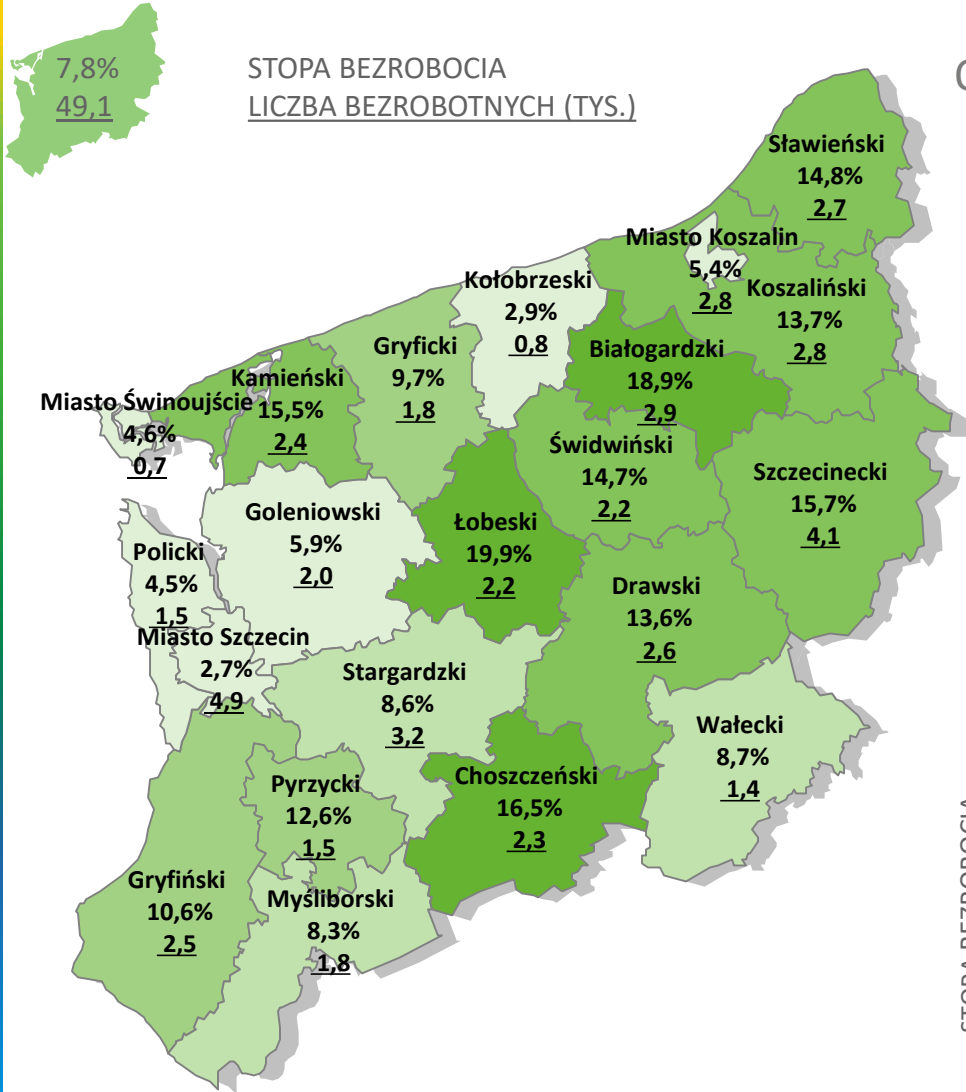 7,8%
49,1
STOPA BEZROBOCIA
LICZBA BEZROBOTNYCH (TYS.)
Sławieński
14,8%
2,7
Miasto Koszalin
5,4%
2,8
Koszaliński
13,7%
2,8
Kołobrzeski
2,9%
0,8
Białogardzki
18,9%
2,9
Gryficki
9,7%
1,8
Kamieński
15,5%
2,4
Miasto Świnoujście
4,6%
0,7
Świdwiński
14,7%
2,2
Szczecinecki
15,7%
4,1
Goleniowski
5,9%
2,0
Łobeski
19,9%
2,2
Policki
4,5%
1,5
Drawski
13,6%
2,6
Miasto Szczecin
2,7%
4,9
Stargardzki
8,6%
3,2
Wałecki
8,7%
1,4
Choszczeński
16,5%
2,3
Pyrzycki
12,6%
1,5
Gryfiński
10,6%
2,5
Myśliborski
8,3%
1,8
STOPA BEZROBOCIA